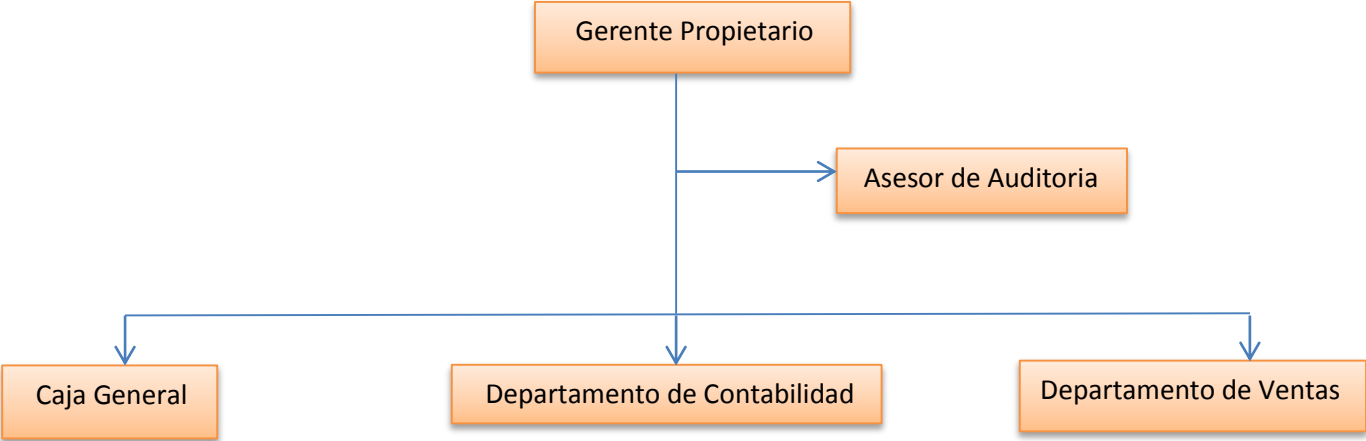 Gerente Propietario
Asesor de Auditoria
Caja General
Departamento de Contabilidad
Departamento de Ventas